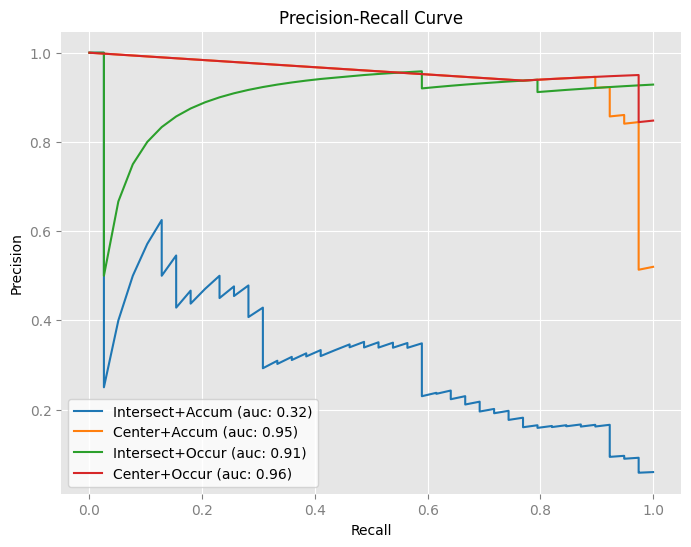 Precision-Recall Curve
Precision
1.0
0.8
0.6
0.4
0.2
Intersect+Accum (auc: 0.32)
Center+Accum (auc: 0.95)
Intersect+Occur (auc: 0.91)
Center+Occur (auc: 0.96)
0.0 0.2 0.4 0.6 0.8 1.0
Recall